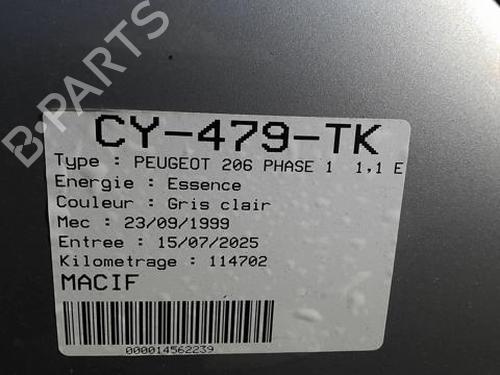 B-PARTS
CY-479-TK
Type : PEUGEOT 206 PHASE 1 1,1 E
Energie : Essence
Couleur : Gris clair
Mec : 23/09/1999
Entree : 15/07/2025
Kilometrage : 114702
MACIF
000014562239